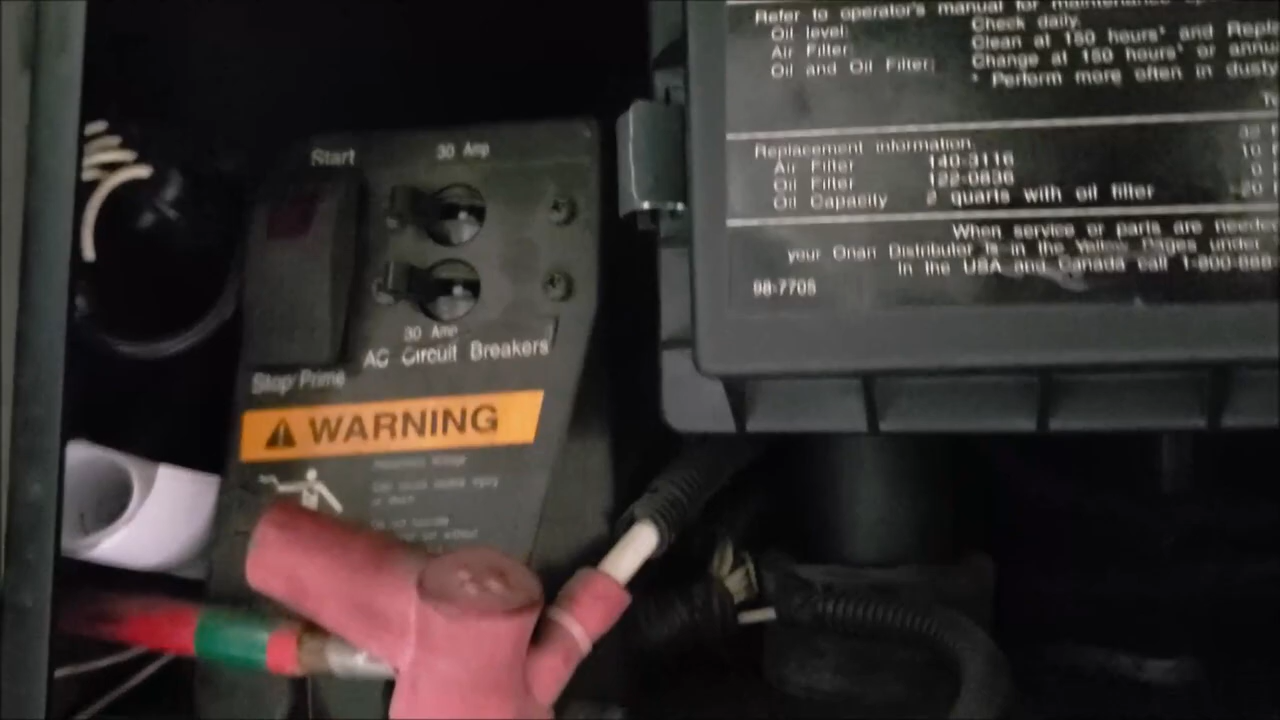 Start
30 Amp
30 Amp
AC Circuit Breakers
Stop/Prime
WARNING
Refer to operator's manual for maintenance
Oil level: Check daily.
Air Filter Clean at 150 hours* and
Oil and Oil Filter: Change at 150 hours* or
* Perform more often in dusty
Replacement information
Air Filter 140-3116
Oil Filter 122-0836
Oil Capacity 2 quarts with oil filter
When service or parts are needed
your Onan Distributor is in the Yellow Pages under
In the USA and Canada call 1-800-888
98-7705